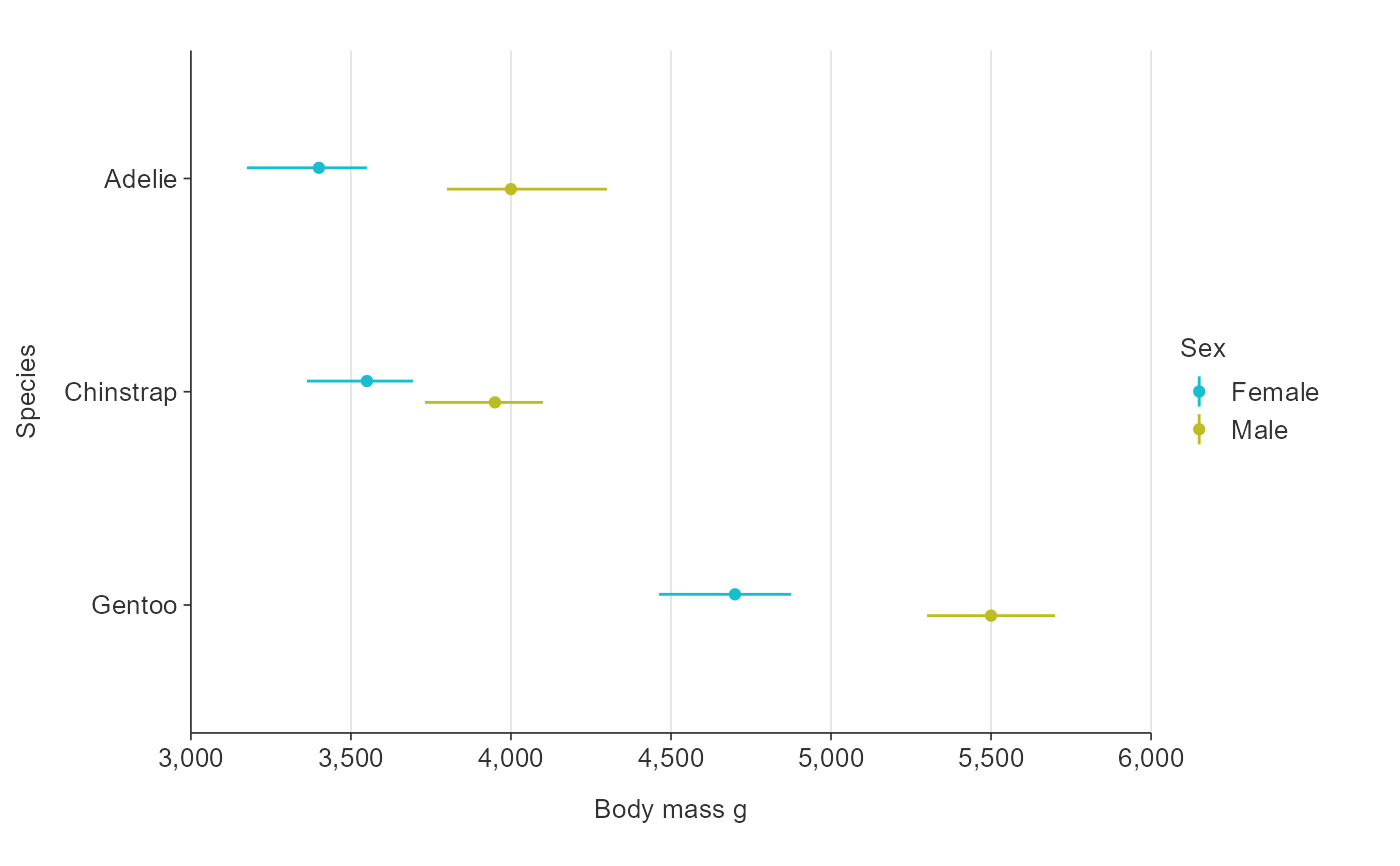 Species
Adelie
Chinstrap
Gentoo
3,000 3,500 4,000 4,500 5,000 5,500 6,000
Body mass g
Sex
Female
Male